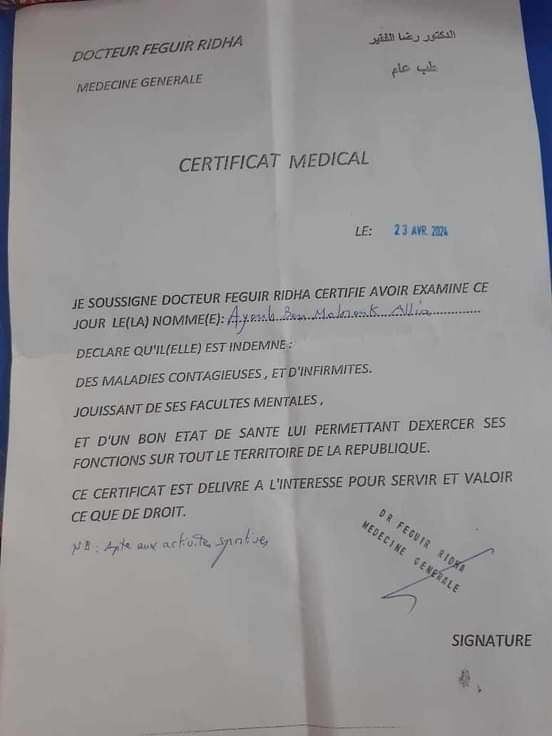 DOCTEUR FEGUIR RIDHA
الدكتور رضا الفقير
MEDECINE GENERALE
طب عام
CERTIFICAT MEDICAL
LE: 23 AVR. 2024
JE SOUSSIGNE DOCTEUR FEGUIR RIDHA CERTIFIE AVOIR EXAMINE CE
JOUR LE(LA) NOMME(E): Ayoub Ben Mabrouk
DECLARE QU'IL(ELLE) EST INDEMNE :
DES MALADIES CONTAGIEUSES , ET D'INFIRMITES.
JOUISSANT DE SES FACULTES MENTALES ,
ET D'UN BON ETAT DE SANTE LUI PERMETTANT DEXERCER SES
FONCTIONS SUR TOUT LE TERRITOIRE DE LA REPUBLIQUE.
CE CERTIFICAT EST DELIVRE A L'INTERESSE POUR SERVIR ET VALOIR
CE QUE DE DROIT.
NB : Apte aux activités sportives
DR FEGUIR RIDHA
MEDECINE GENERALE
SIGNATURE